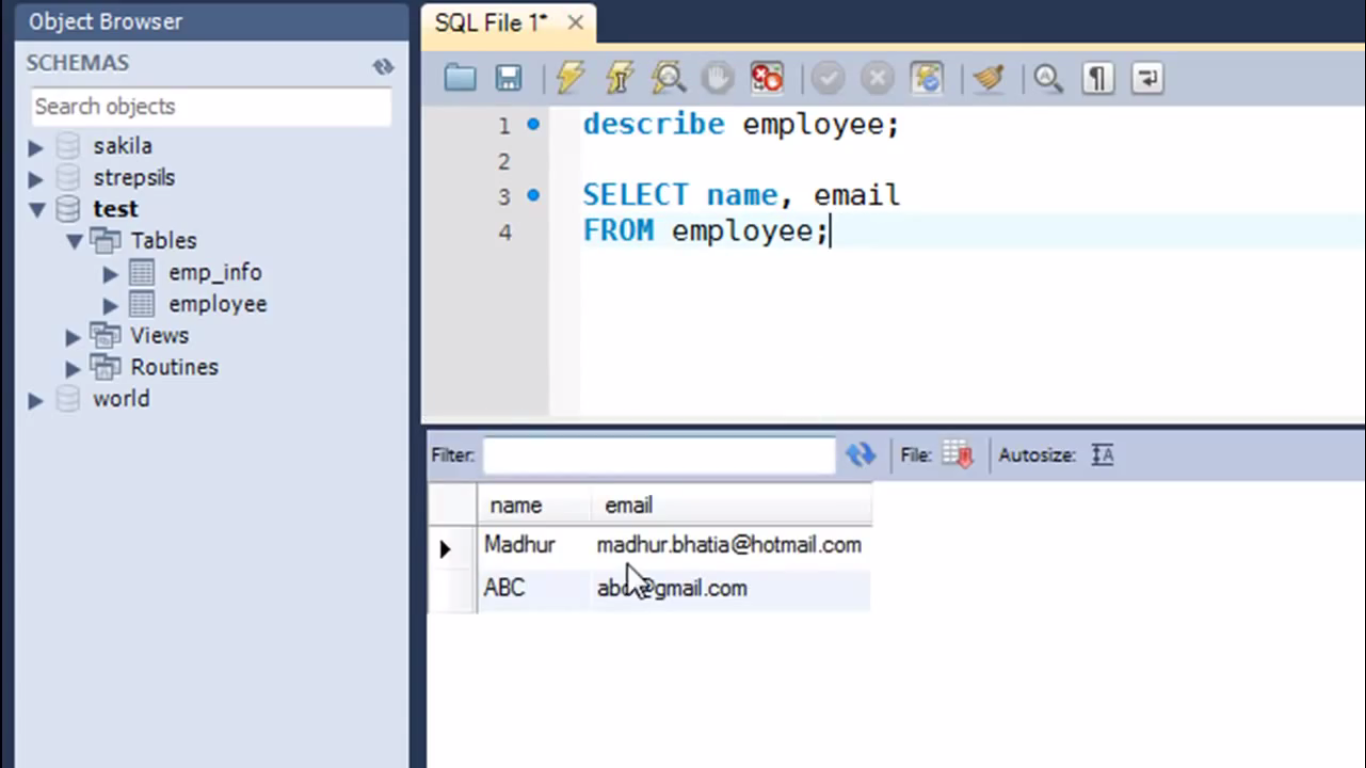 Object Browser
SCHEMAS
Search objects
sakila
strepsils
test
Tables
emp_info
employee
Views
Routines
world
SQL File 1*
1 describe employee;
2
3 SELECT name, email
4 FROM employee;
Filter: File: Autosize:
name email
Madhur madhur.bhatia@hotmail.com
ABC